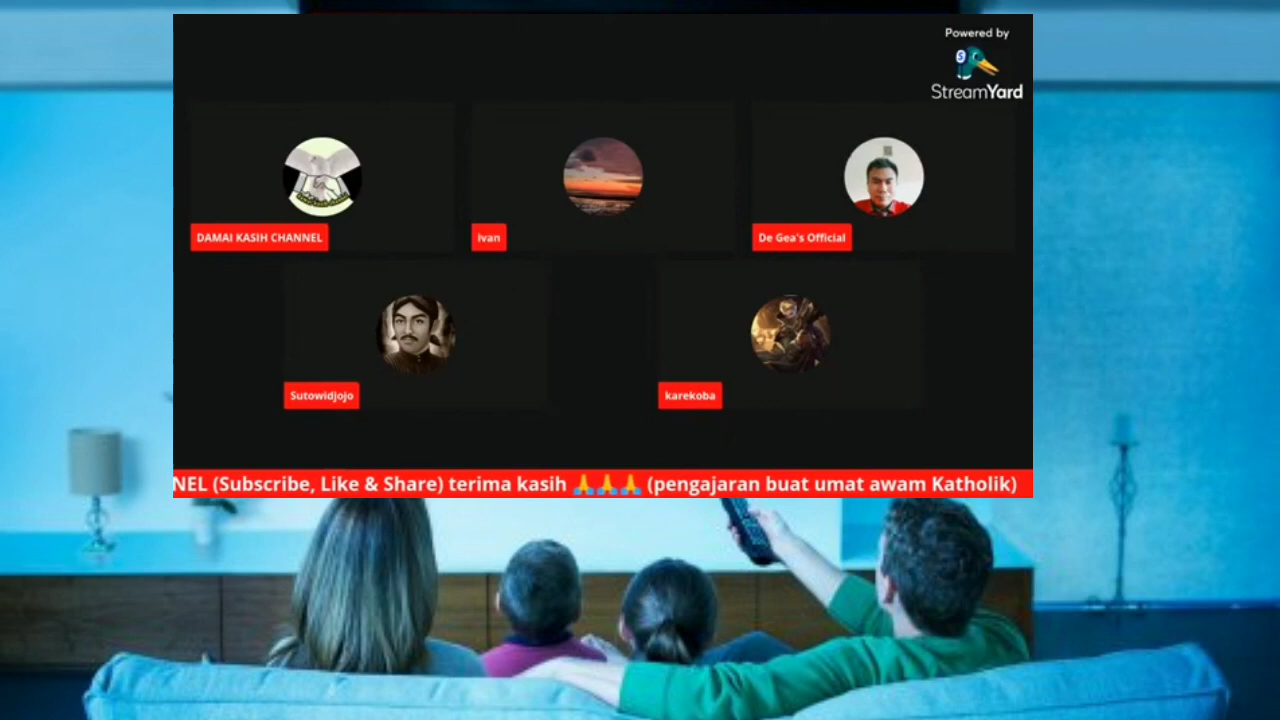 Powered by
StreamYard
DAMAI KASIH CHANNEL
Ivan
De Gea's Official
Sutowidjojo
karekoba
NEL (Subscribe, Like & Share) terima kasih 🙏🙏🙏 (pengajaran buat umat awam Katholik)